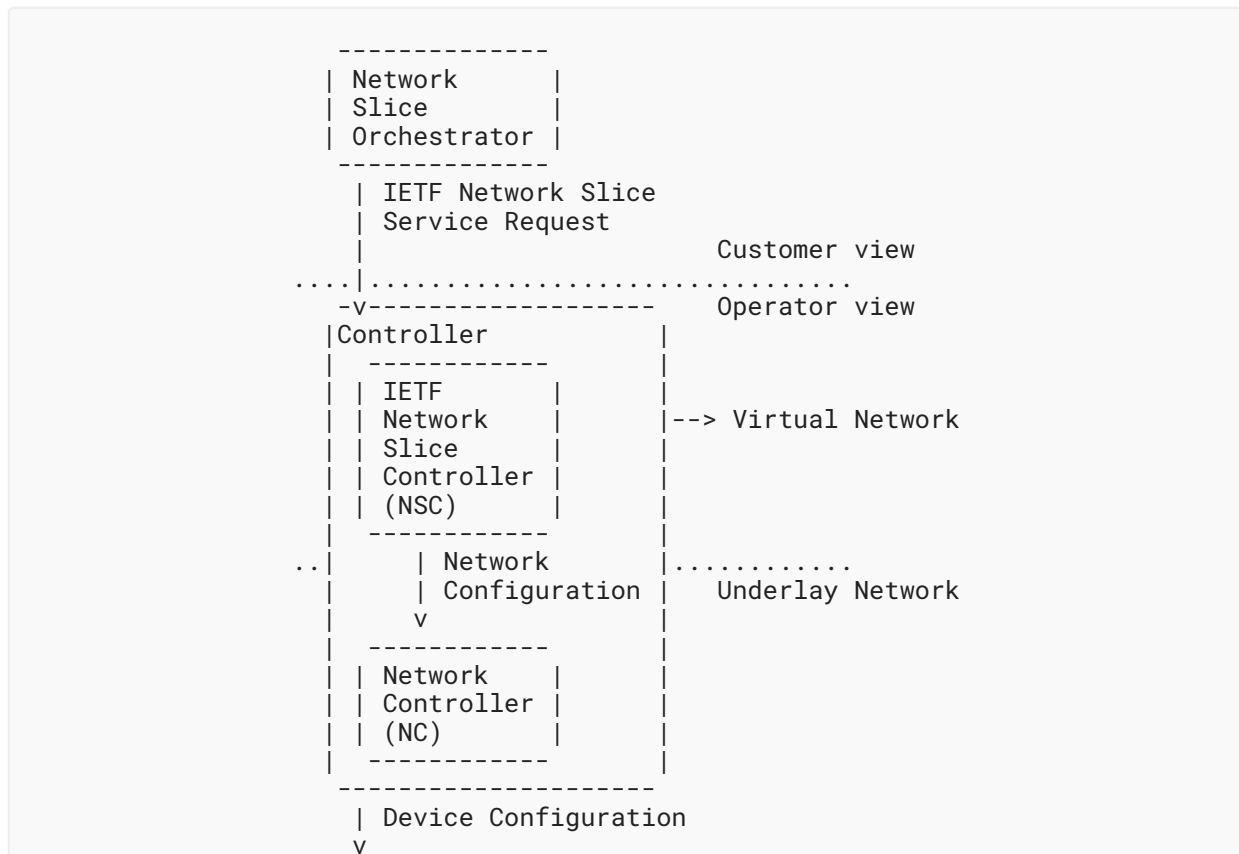 --------------
| Network      |
| Slice        |
| Orchestrator |
 --------------
  | IETF Network Slice
  | Service Request
  |                       Customer view
....|.................................
 -v-------------------   Operator view
|Controller            |
|  ------------        |
| | IETF       |       |
| | Network    |       |--> Virtual Network
| | Slice      |       |
| | Controller |       |
| | (NSC)      |       |
|  ------------        |
..|     | Network       |............
|     | Configuration |   Underlay Network
|     v                |
|  ------------        |
| | Network    |       |
| | Controller |       |
| | (NC)       |       |
|  ------------        |
 ---------------------
  | Device Configuration
  v